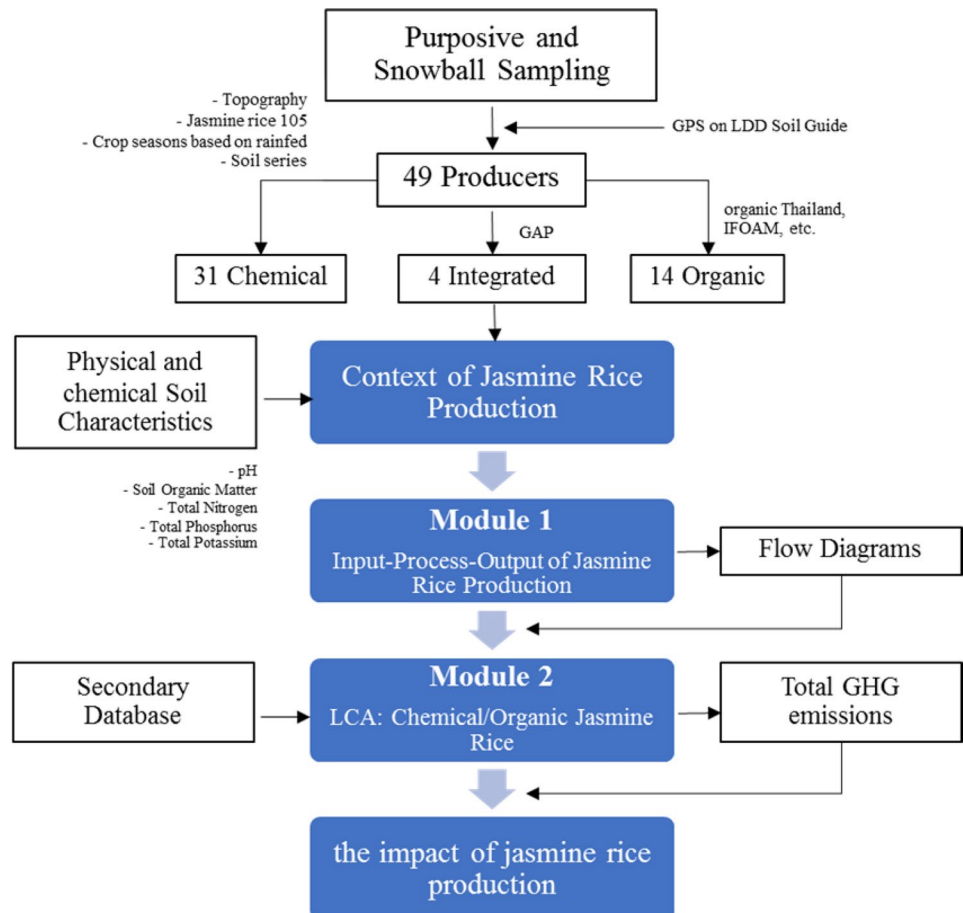 Purposive and
Snowball Sampling
- Topography
- Jasmine rice 105
- Crop seasons based on rainfed
- Soil series
GPS on LDD Soil Guide
49 Producers
GAP
organic Thailand,
IFOAM, etc.
31 Chemical
4 Integrated
14 Organic
Physical and
chemical Soil
Characteristics
Context of Jasmine Rice
Production
- pH
- Soil Organic Matter
- Total Nitrogen
- Total Phosphorus
- Total Potassium
Module 1
Input-Process-Output of Jasmine
Rice Production
Flow Diagrams
Secondary
Database
Module 2
LCA: Chemical/Organic Jasmine
Rice
Total GHG
emissions
the impact of jasmine rice
production